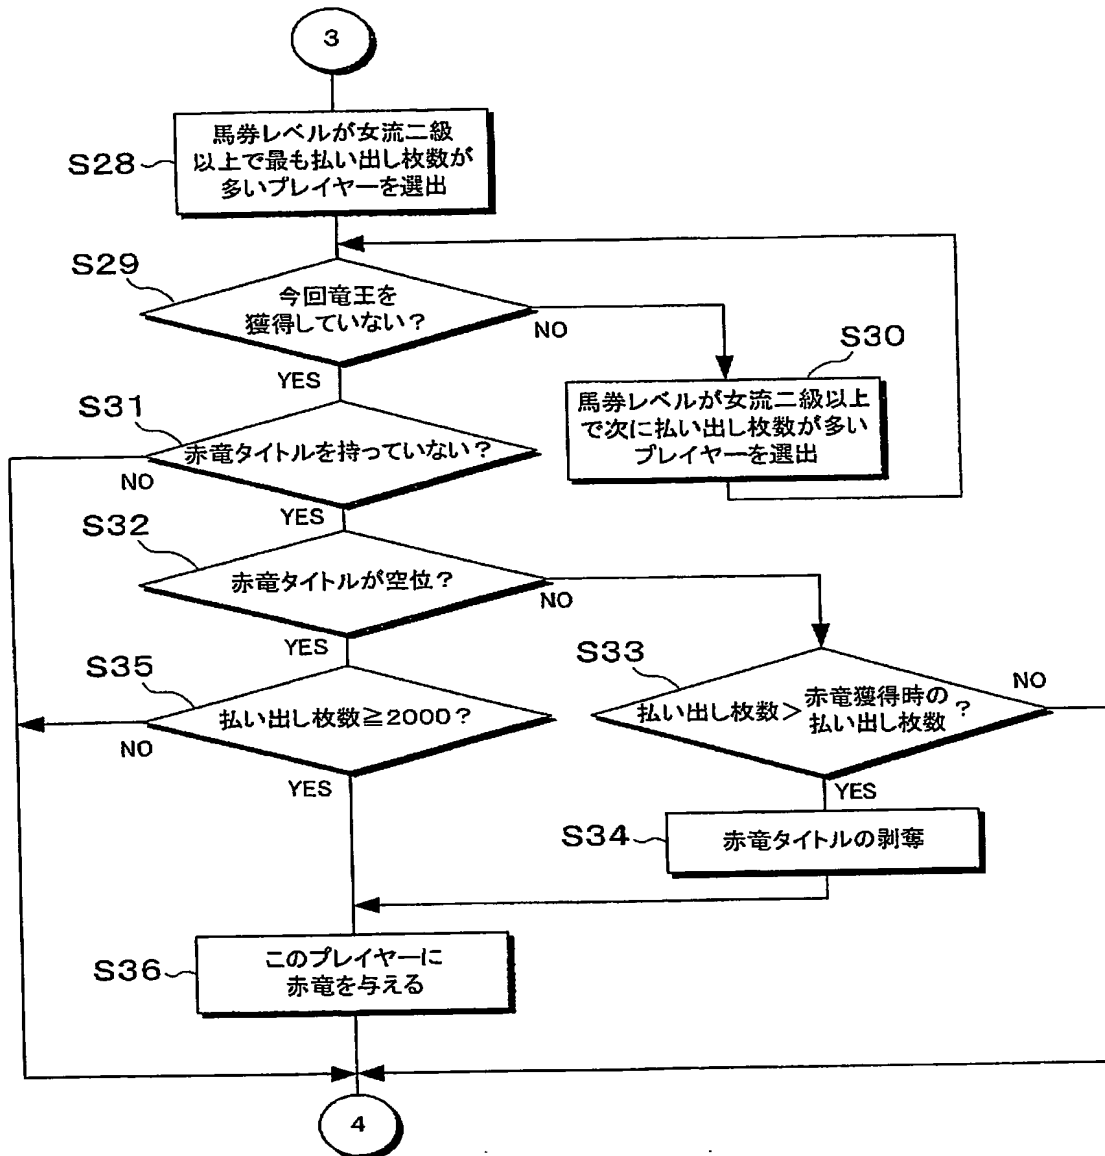 3
S28
馬券レベルが女流二級
以上で最も払い出し枚数が
多いプレイヤーを選出
S29
今回竜王を
獲得していない？
NO
YES
S30
馬券レベルが女流二級以上
で次に払い出し枚数が多い
プレイヤーを選出
S31
赤竜タイトルを持っていない？
NO
YES
S32
赤竜タイトルが空位？
NO
YES
S33
払い出し枚数＞赤竜獲得時の
払い出し枚数？
NO
YES
S35
払い出し枚数≧2000？
NO
YES
S34
赤竜タイトルの剥奪
S36
このプレイヤーに
赤竜を与える
4